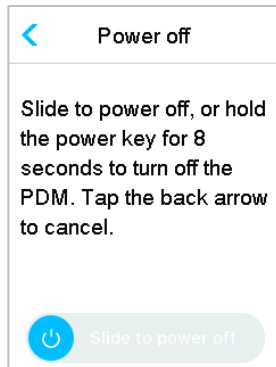 Power off
Slide to power off, or hold
the power key for 8
seconds to turn off the
PDM. Tap the back arrow
to cancel.
Slide to power off